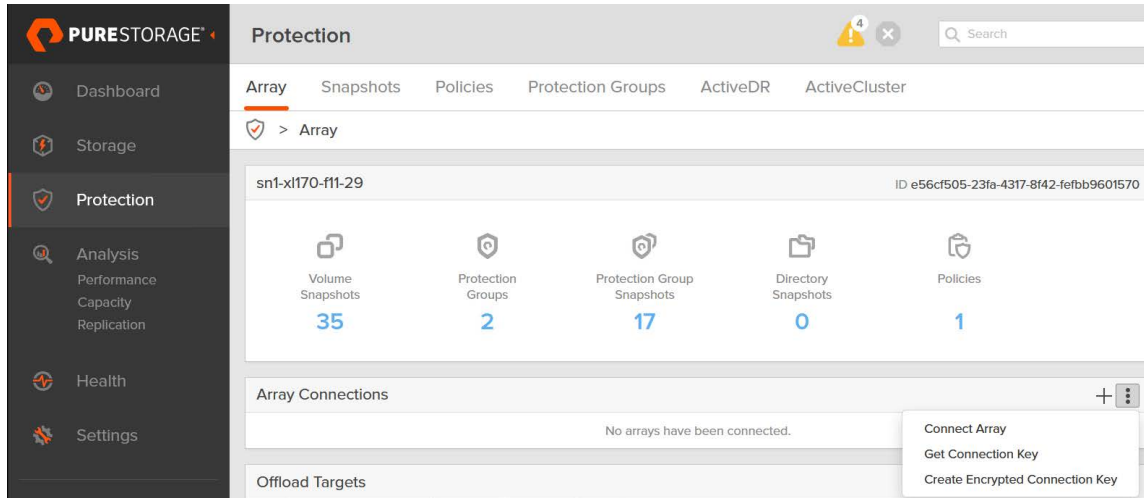 PURESTORAGE®
Dashboard
Storage
Protection
Analysis
Performance
Capacity
Replication
Health
Settings
Protection
4
Search
Array Snapshots Policies Protection Groups ActiveDR ActiveCluster
> Array
sn1-xl170-f11-29 ID e56cf505-23fa-4317-8f42-fefbb9601570
Volume
Snapshots
35
Protection
Groups
2
Protection Group
Snapshots
17
Directory
Snapshots
0
Policies
1
Array Connections
No arrays have been connected.
Connect Array
Get Connection Key
Create Encrypted Connection Key
Offload Targets